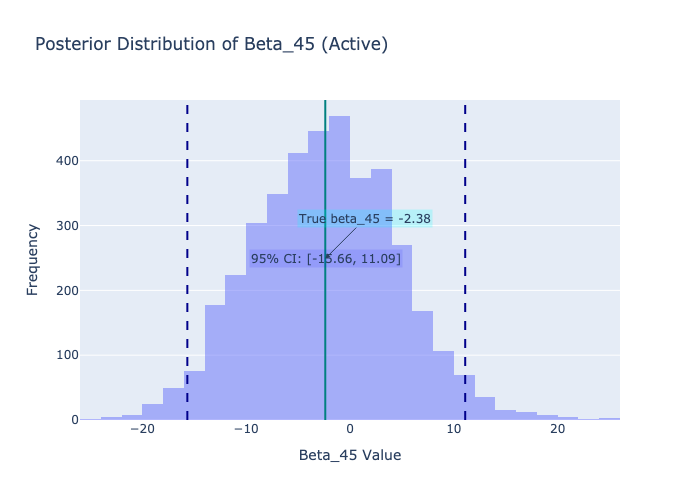 Posterior Distribution of Beta_45 (Active)
400
300
200
100
0
Frequency
True beta_45 = -2.38
95% CI: [-15.66, 11.09]
−20
−10
0
10
20
Beta_45 Value